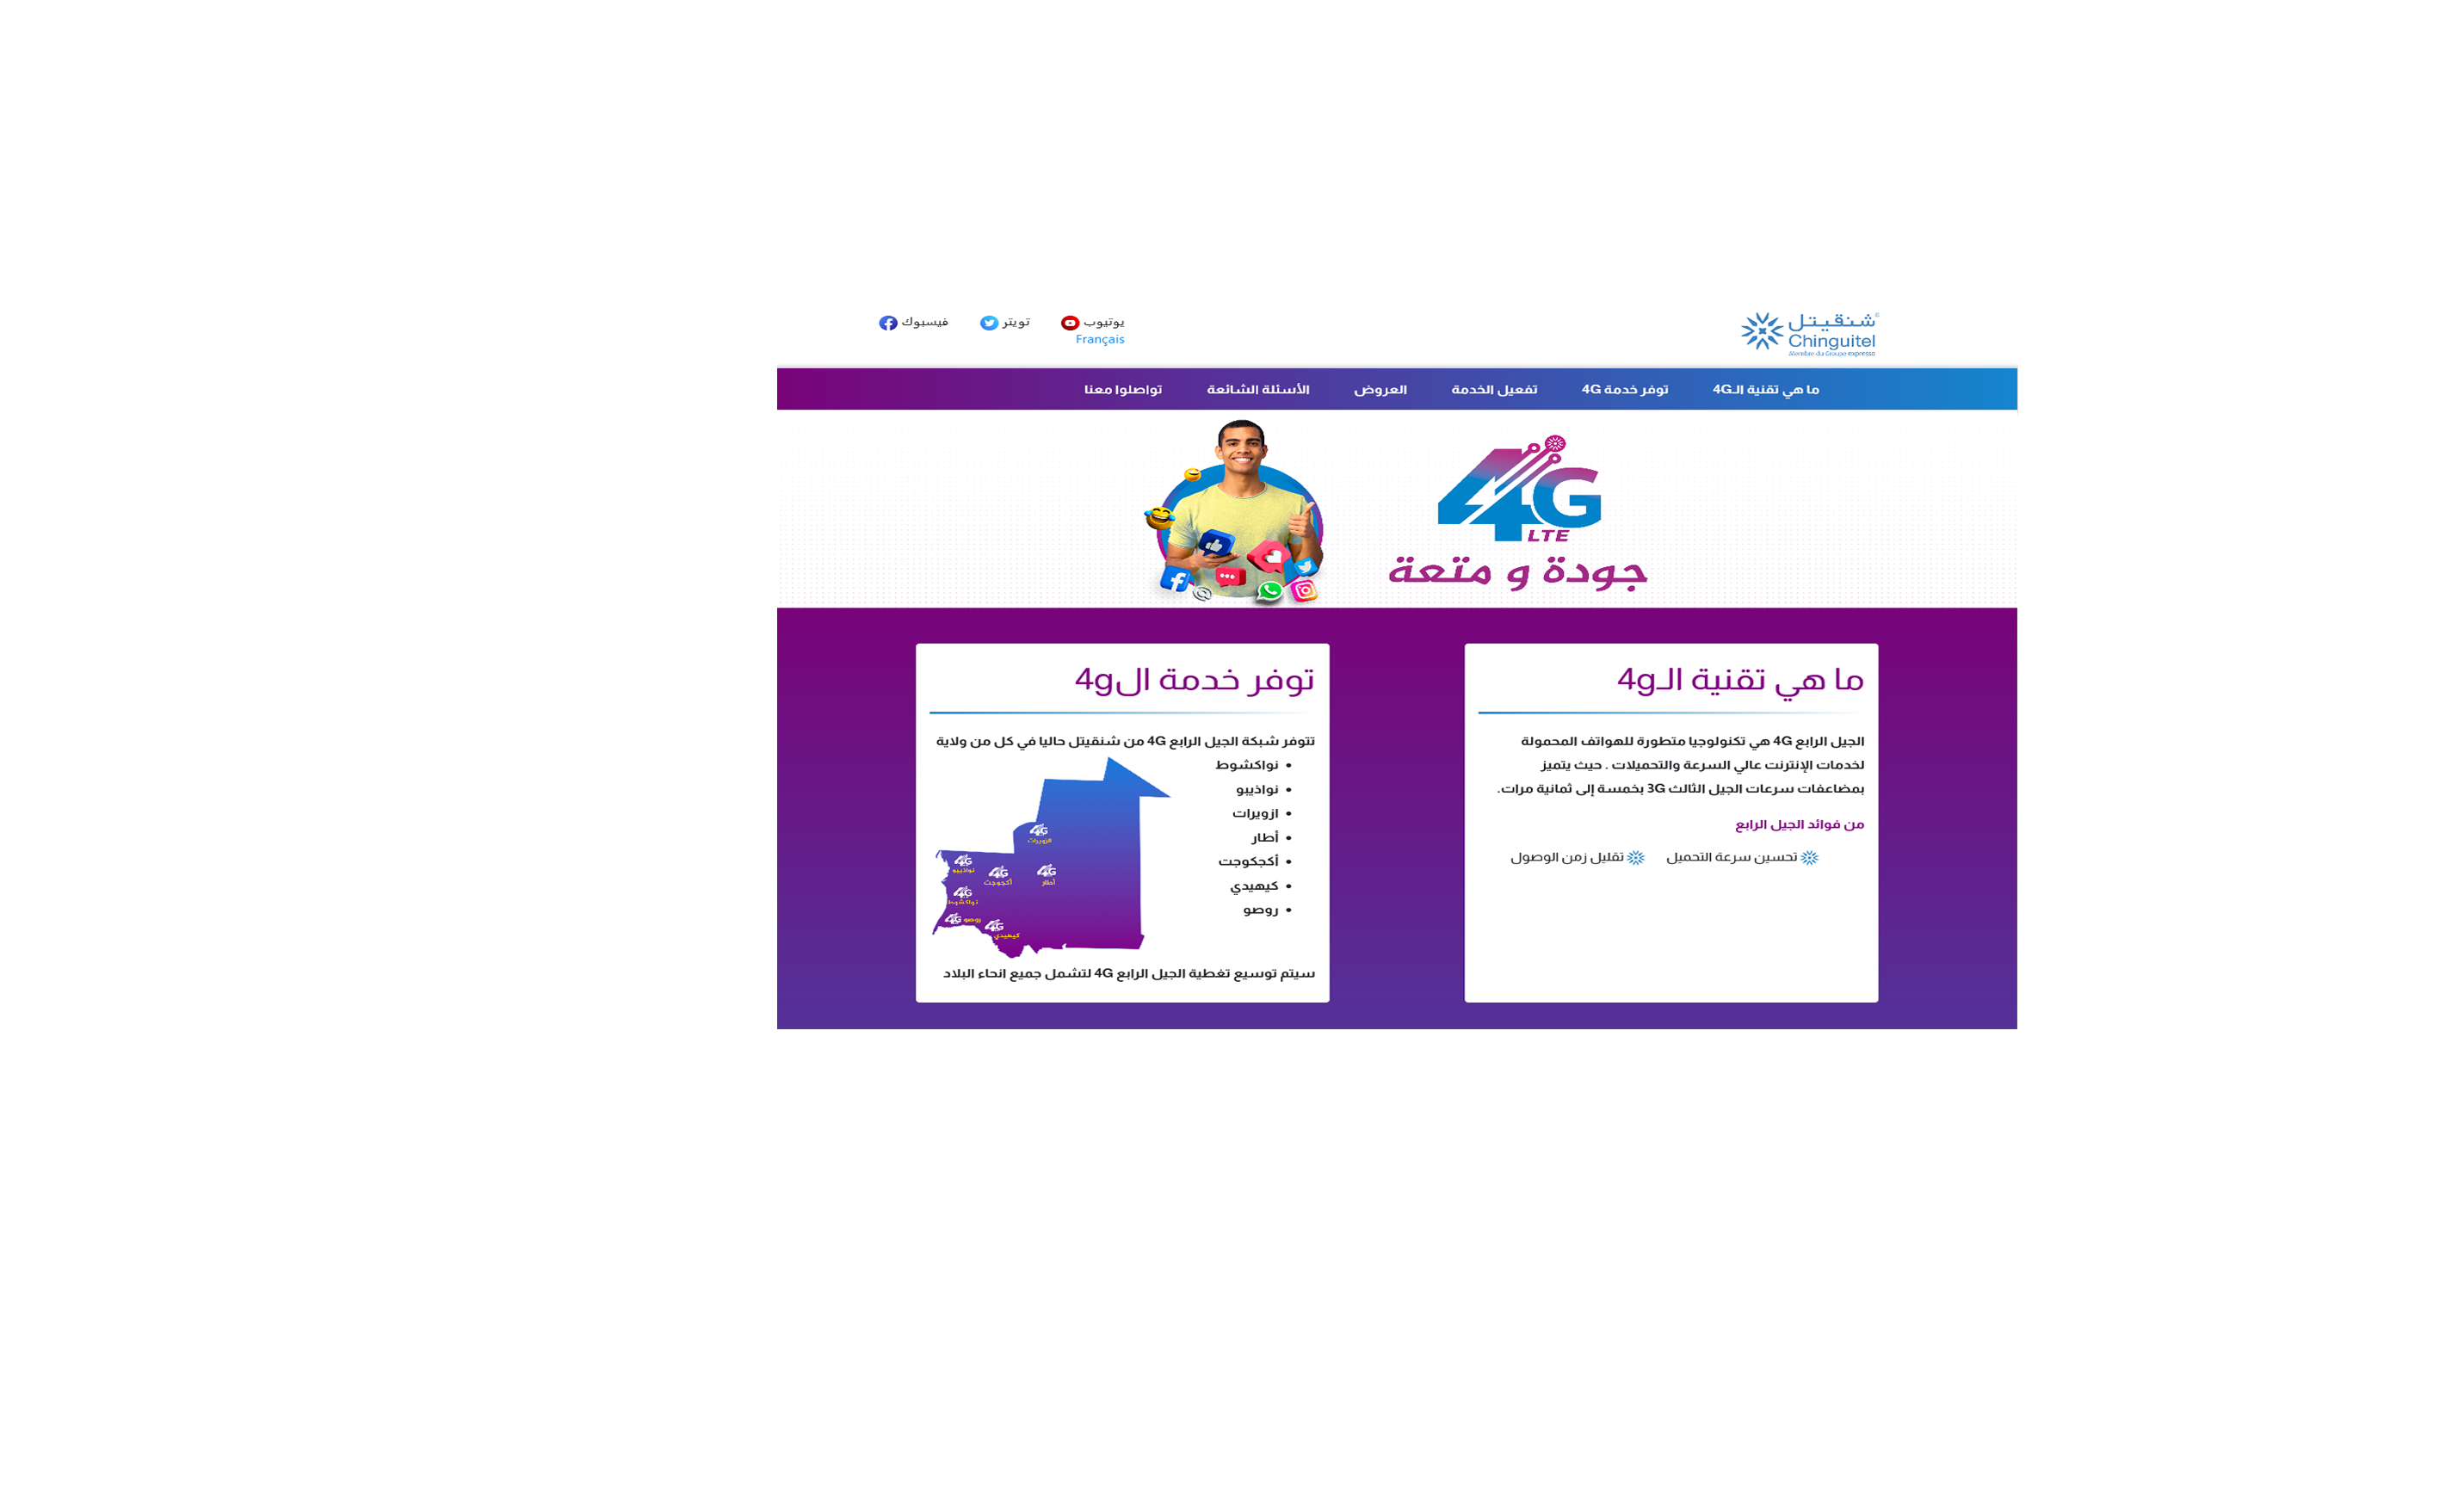 شنقيتل
Chinguitel
Membre du Groupe expresso
يوتيوب
تويتر
فيسبوك
Français
ما هي تقنية الـ4G
توفر خدمة 4G
تفعيل الخدمة
العروض
الأسئلة الشائعة
تواصلوا معنا
4G
LTE
جودة و متعة
ما هي تقنية الـ4g
الجيل الرابع 4G هي تكنولوجيا متطورة للهواتف المحمولة
لخدمات الإنترنت عالي السرعة والتحميلات . حيث يتميز
بمضاعفات سرعات الجيل الثالث 3G بخمسة إلى ثمانية مرات.
من فوائد الجيل الرابع
تحسين سرعة التحميل
تقليل زمن الوصول
توفر خدمة ال4g
تتوفر شبكة الجيل الرابع 4G من شنقيتل حاليا في كل من ولاية
• نواكشوط
• نواذيبو
• ازويرات
• أطار
• أكجكوجت
• كيهيدي
• روصو
4G
الزويرات
4G
نواذيبو
4G
أكجوجت
4G
أطار
4G
نواكشوط
4G روصو
4G
كيهيدي
سيتم توسيع تغطية الجيل الرابع 4G لتشمل جميع انحاء البلاد